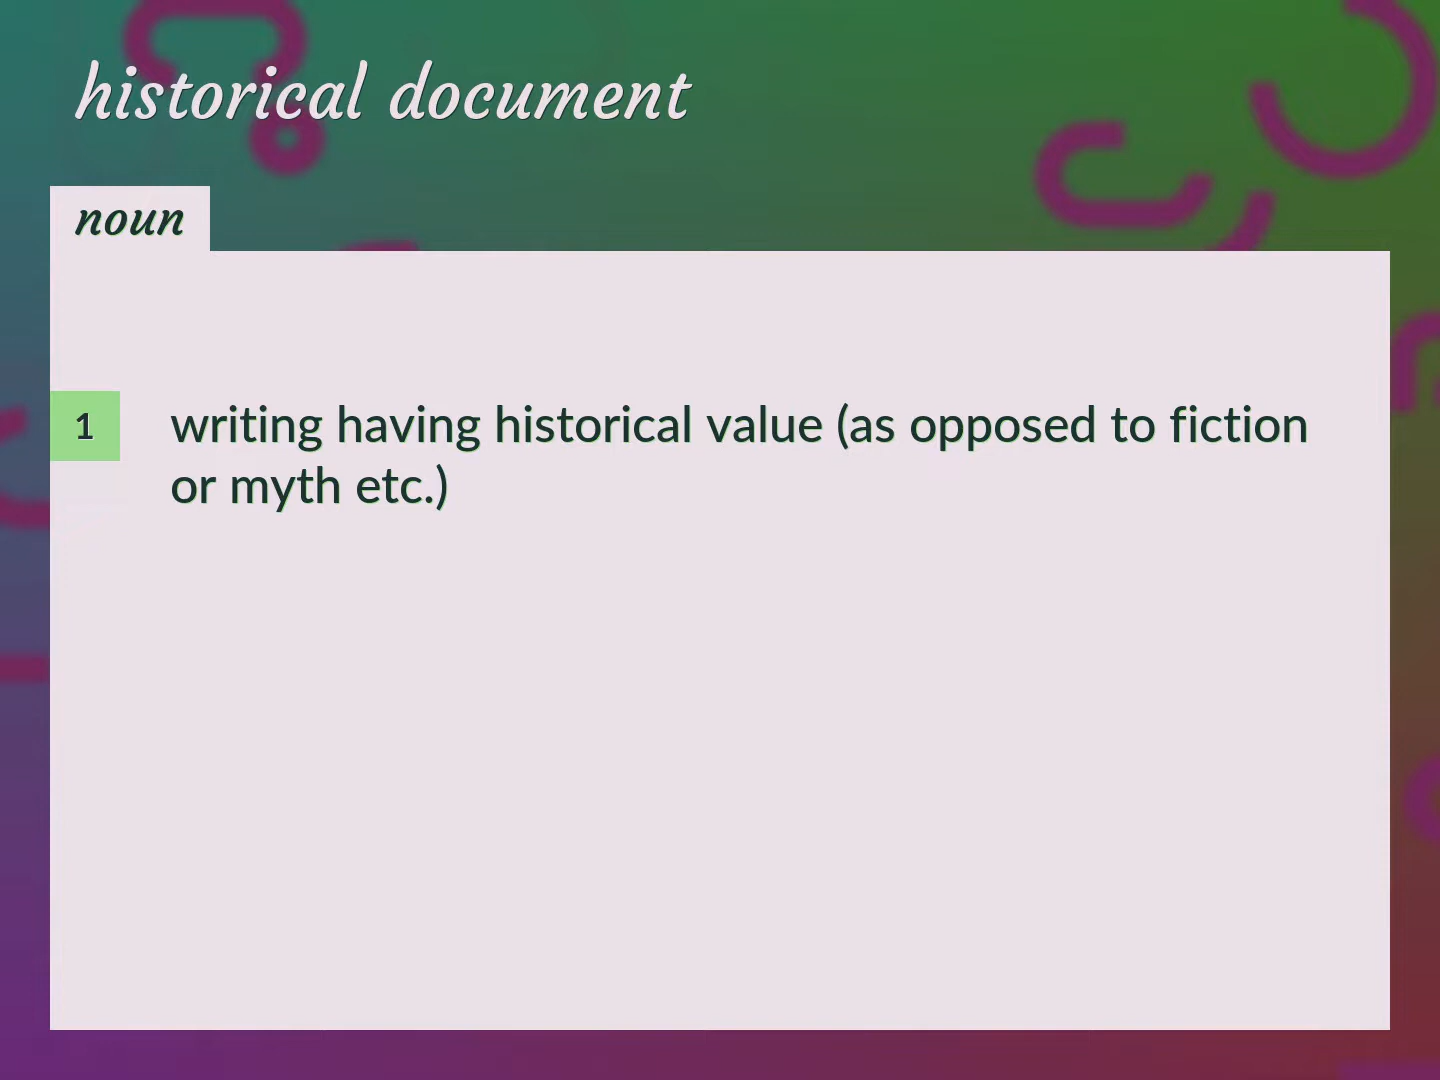 historical document
noun
1
writing having historical value (as opposed to fiction
or myth etc.)